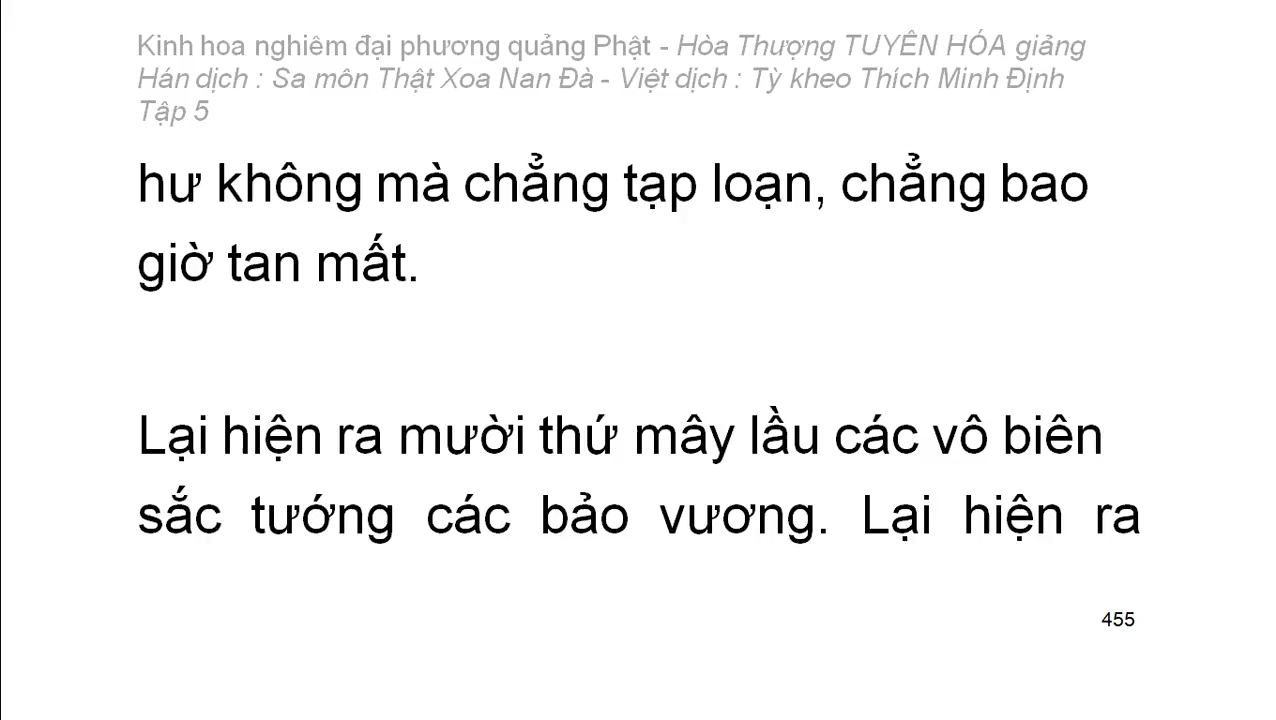 Kinh hoa nghiêm đại phương quảng Phật - Hòa Thượng TUYÊN HÓA giảng
Hán dịch : Sa môn Thật Xoa Nan Đà - Việt dịch : Tỳ kheo Thích Minh Định
Tập 5
hư không mà chẳng tạp loạn, chẳng bao
giờ tan mất.
Lại hiện ra mười thứ mây lầu các vô biên
sắc tướng các bảo vương. Lại hiện ra
455